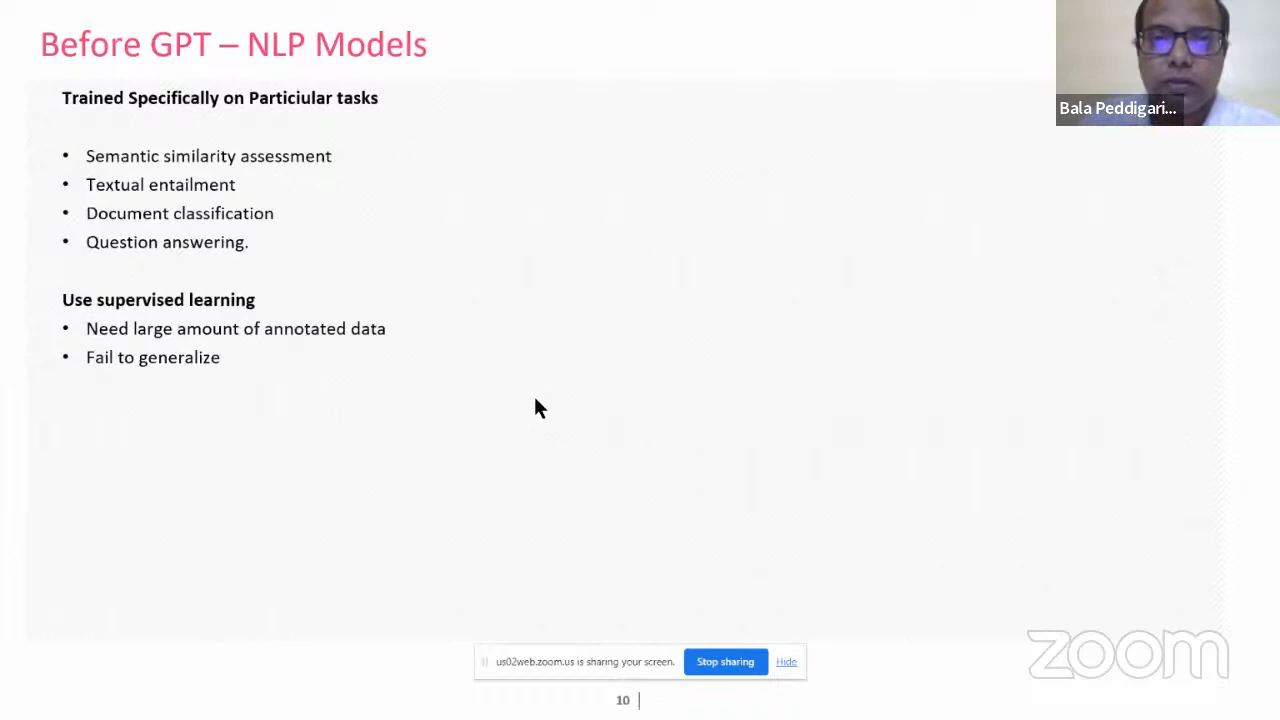 Before GPT – NLP Models
Bala Peddigari...
Trained Specifically on Particiular tasks
• Semantic similarity assessment
• Textual entailment
• Document classification
• Question answering.
Use supervised learning
• Need large amount of annotated data
• Fail to generalize
us02web.zoom.us is sharing your screen.
Stop sharing
Hide
zoom
10